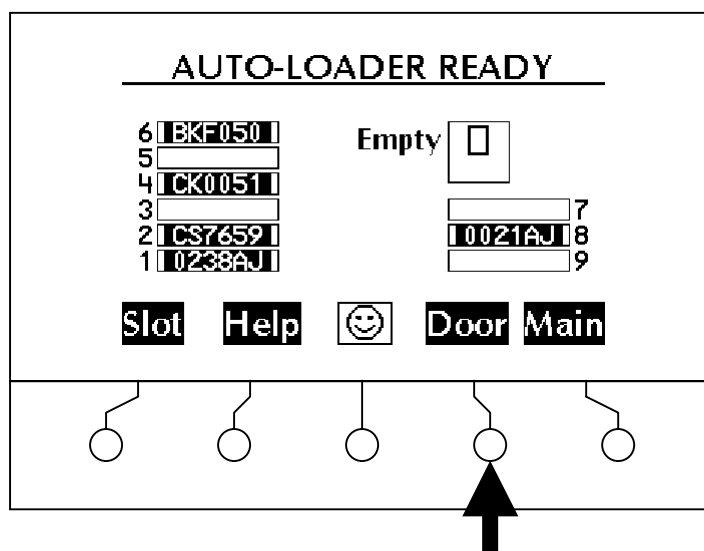 AUTO-LOADER READY
6 BKF050
5
4 CK0051
3
2 CS7659
1 0238AJ
Empty
7
0021AJ 8
9
Slot Help Door Main